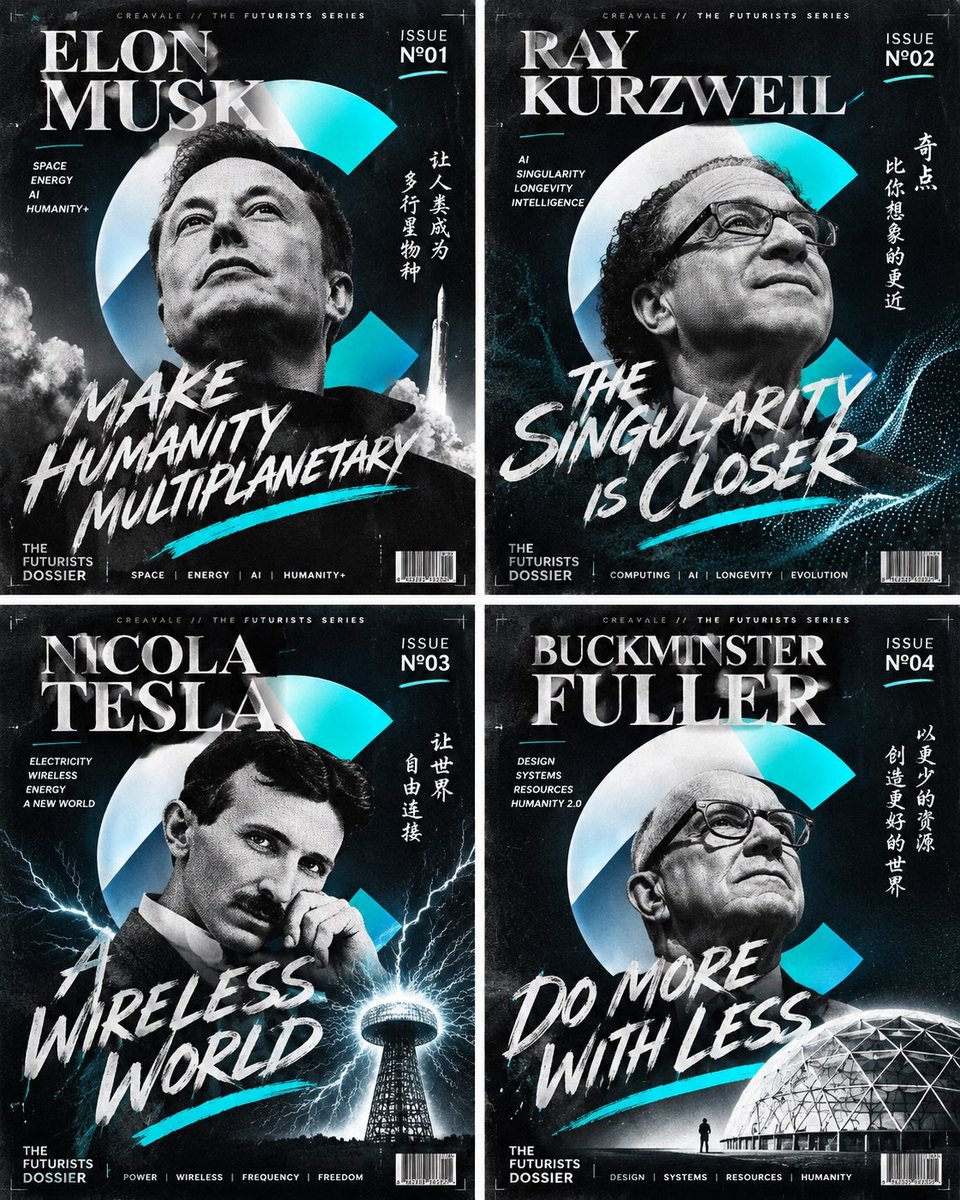 CREAVALE // THE FUTURISTS SERIES
ELON
MUSK
ISSUE
Nº01
SPACE
ENERGY
AI
HUMANITY+
让人类成为
多行星物种
MAKE
HUMANITY
MULTIPLANETARY
THE
FUTURISTS
DOSSIER
SPACE | ENERGY | AI | HUMANITY+
CREAVALE // THE FUTURISTS SERIES
RAY
KURZWEIL
ISSUE
Nº02
AI
SINGULARITY
LONGEVITY
INTELLIGENCE
奇点
比你想象的更近
THE
SINGULARITY
IS CLOSER
THE
FUTURISTS
DOSSIER
COMPUTING | AI | LONGEVITY | EVOLUTION
CREAVALE // THE FUTURISTS SERIES
NICOLA
TESLA
ISSUE
Nº03
ELECTRICITY
WIRELESS
ENERGY
A NEW WORLD
让世界
自由连接
A
WIRELESS
WORLD
THE
FUTURISTS
DOSSIER
POWER | WIRELESS | FREQUENCY | FREEDOM
CREAVALE // THE FUTURISTS SERIES
BUCKMINSTER
FULLER
ISSUE
Nº04
DESIGN
SYSTEMS
RESOURCES
HUMANITY 2.0
以更少的资源
创造更好的世界
DO MORE
WITH LESS
THE
FUTURISTS
DOSSIER
DESIGN | SYSTEMS | RESOURCES | HUMANITY